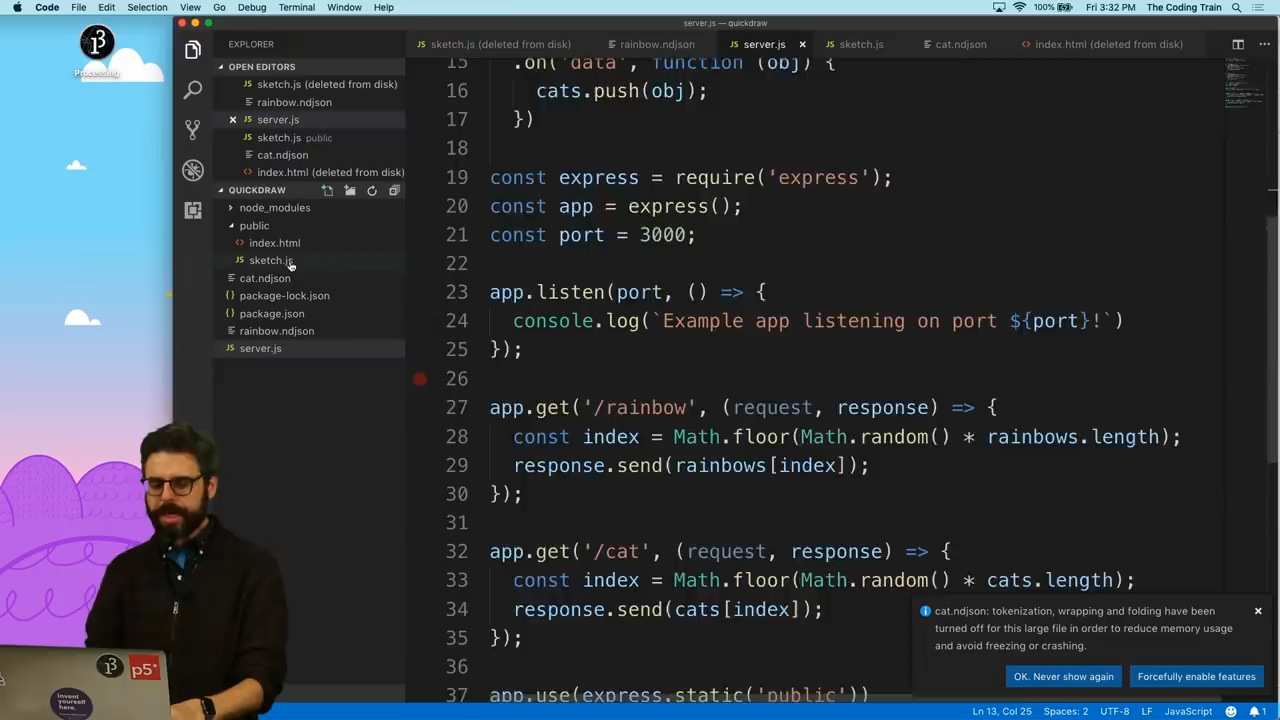 Code File Edit Selection View Go Debug Terminal Window Help
100% Fri 3:32 PM The Coding Train
server.js — quickdraw
Processing
EXPLORER
OPEN EDITORS
sketch.js (deleted from disk)
rainbow.ndjson
server.js
sketch.js public
cat.ndjson
index.html (deleted from disk)
QUICKDRAW
node_modules
public
index.html
JS sketch.js
cat.ndjson
package-lock.json
package.json
rainbow.ndjson
JS server.js
JS sketch.js (deleted from disk) rainbow.ndjson JS server.js JS sketch.js cat.ndjson index.html (deleted from disk)
15 .on('data', function (obj) {
16 cats.push(obj);
17 })
18
19 const express = require('express');
20 const app = express();
21 const port = 3000;
22
23 app.listen(port, () => {
24 console.log(`Example app listening on port ${port}!`)
25 });
26
27 app.get('/rainbow', (request, response) => {
28 const index = Math.floor(Math.random() * rainbows.length);
29 response.send(rainbows[index]);
30 });
31
32 app.get('/cat', (request, response) => {
33 const index = Math.floor(Math.random() * cats.length);
34 response.send(cats[index]);
35 });
36
37 app.use(express.static('public'))
cat.ndjson: tokenization, wrapping and folding have been
turned off for this large file in order to reduce memory usage
and avoid freezing or crashing.
OK. Never show again Forcefully enable features
Ln 13, Col 25 Spaces: 2 UTF-8 LF JavaScript 1
p5*
Invent
yourself
here.